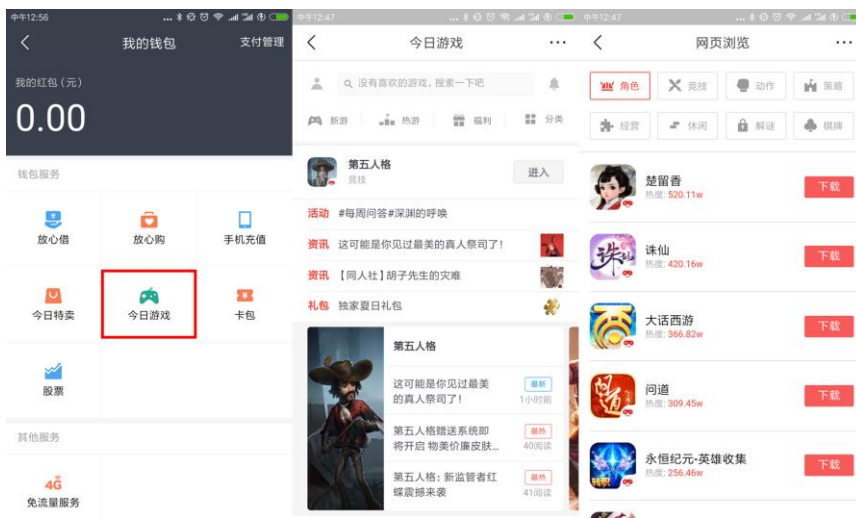 中午12:56
我的钱包
支付管理
我的红包（元）
0.00
钱包服务
放心借
放心购
手机充值
今日特卖
今日游戏
卡包
股票
其他服务
4G
免流量服务
中午12:47
今日游戏
没有喜欢的游戏，搜索一下吧
新游
热游
福利
分类
第五人格
竞技
进入
活动 #每周问答#深渊的呼唤
资讯 这可能是你见过最美的真人祭司了!
资讯 【同人社】胡子先生的灾难
礼包 独家夏日礼包
第五人格
这可能是你见过最美
的真人祭司了!
最新
1小时前
第五人格赠送系统即
将开启 物美价廉皮肤...
最热
40阅读
第五人格：新监管者红
蝶震撼来袭
最热
41阅读
中午12:47
网页浏览
角色
竞技
动作
策略
经营
休闲
解谜
棋牌
楚留香
热度: 520.11w
下载
诛仙
热度: 420.16w
下载
大话西游
热度: 366.82w
下载
问道
热度: 309.45w
下载
永恒纪元-英雄收集
热度: 256.46w
下载